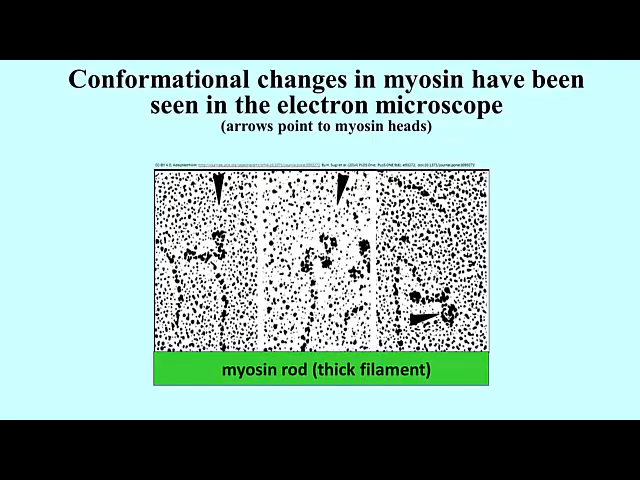 Conformational changes in myosin have been
seen in the electron microscope
(arrows point to myosin heads)
myosin rod (thick filament)